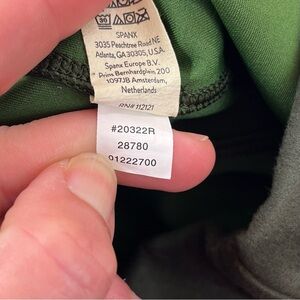 30
SPANX
3035 Peachtree Road NE
Atlanta, GA 30305, U.S.A.
Spanx Europe B.V.
Prins Bernhardplein 200
1097JB Amsterdam,
Netherlands
RN# 112121
#20322R
28780
01222700